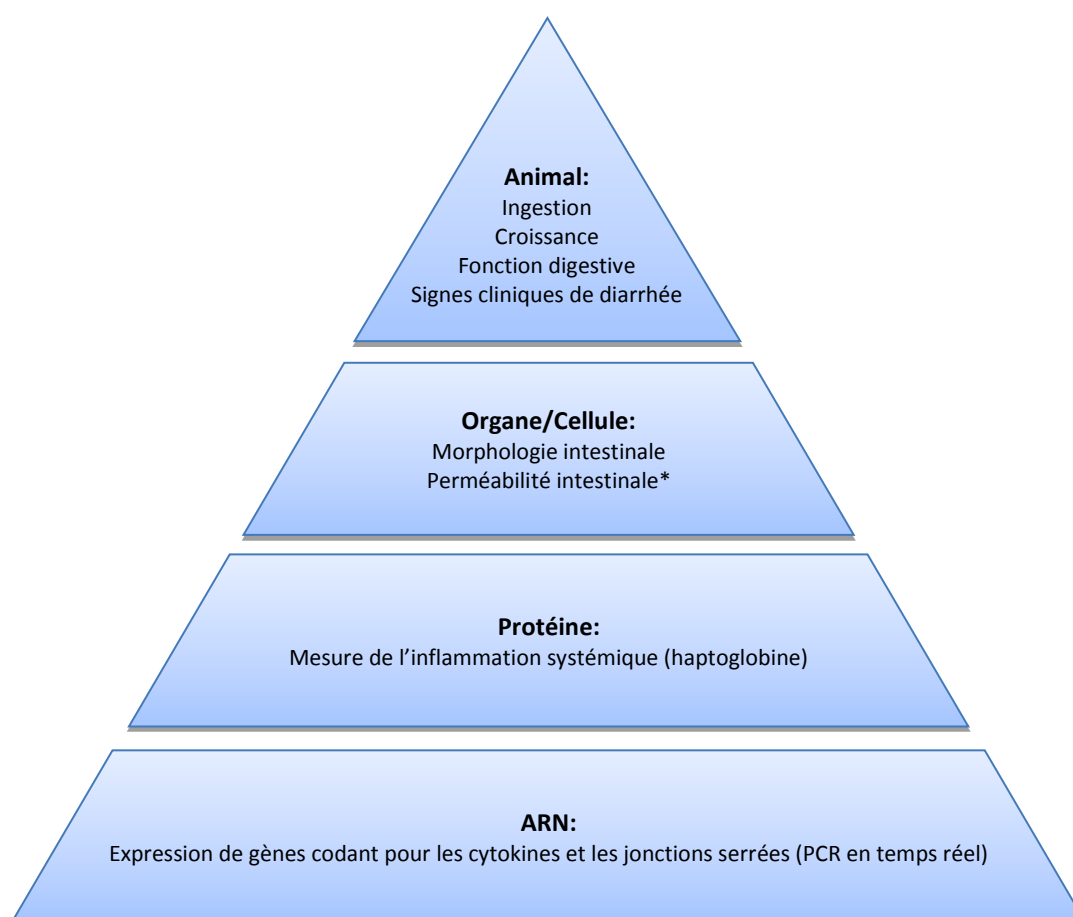 Animal:
Ingestion
Croissance
Fonction digestive
Signes cliniques de diarrhée
Organe/Cellule:
Morphologie intestinale
Perméabilité intestinale*
Protéine:
Mesure de l’inflammation systémique (haptoglobine)
ARN:
Expression de gènes codant pour les cytokines et les jonctions serrées (PCR en temps réel)